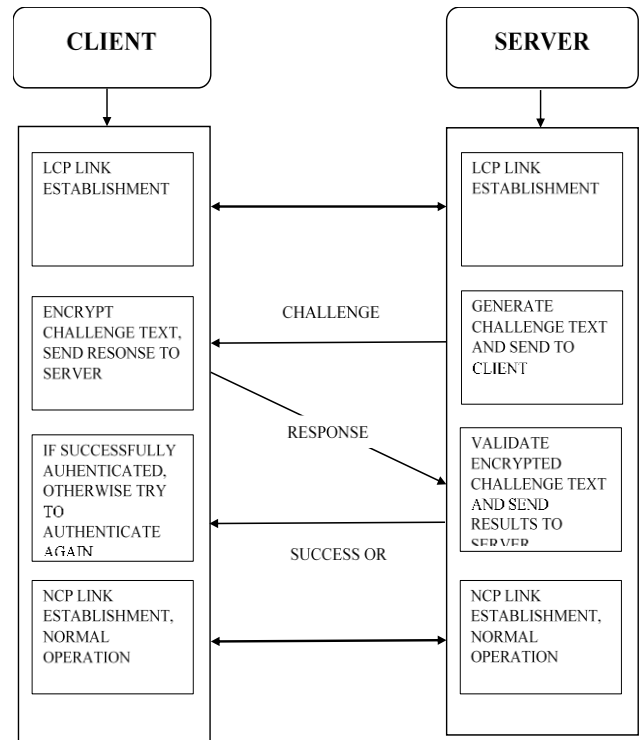 CLIENT
SERVER
LCP LINK
ESTABLISHMENT
LCP LINK
ESTABLISHMENT
CHALLENGE
ENCRYPT
CHALLENGE TEXT,
SEND RESONSE TO
SERVER
GENERATE
CHALLENGE TEXT
AND SEND TO
CLIENT
RESPONSE
IF SUCCESSFULLY
AUHENTICATED,
OTHERWISE TRY
TO
AUTHENTICATE
AGAIN
VALIDATE
ENCRYPTED
CHALLENGE TEXT
AND SEND
RESULTS TO
SERVER
SUCCESS OR
NCP LINK
ESTABLISHMENT,
NORMAL
OPERATION
NCP LINK
ESTABLISHMENT,
NORMAL
OPERATION